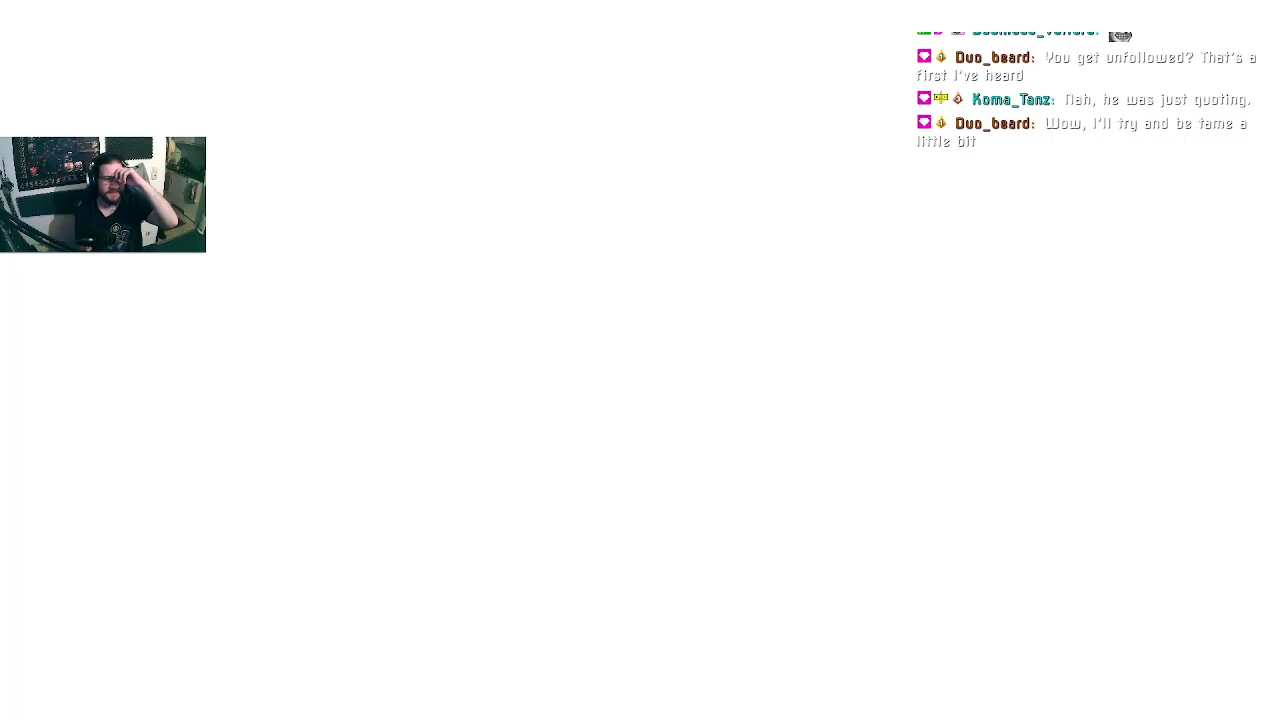 Duo_beard: You get unfollowed? That's a
first I've heard
Koma_Tanz: Nah, he was just quoting.
Duo_beard: Wow, I'll try and be tame a
little bit